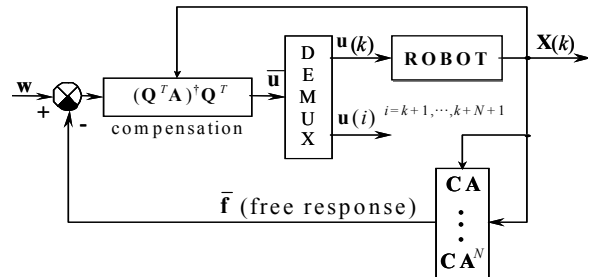 w
+
-
(Q^T A)^† Q^T
compensation
u̅
D
E
M
U
X
u(k)
ROBOT
X(k)
u(i)
i=k+1,⋯,k+N+1
f̅ (free response)
CA
⋮
CA^N